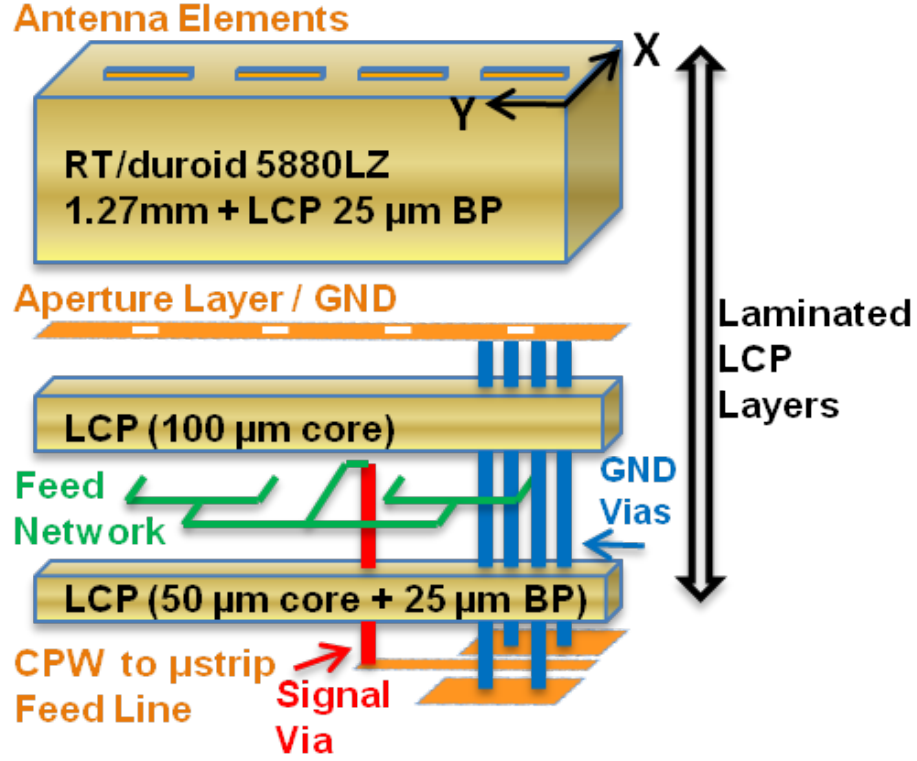 Antenna Elements
X
Y
RT/duroid 5880LZ
1.27mm + LCP 25 µm BP
Aperture Layer / GND
Laminated
LCP
Layers
LCP (100 µm core)
Feed
Network
GND
Vias
LCP (50 µm core + 25 µm BP)
CPW to µstrip
Feed Line
Signal
Via